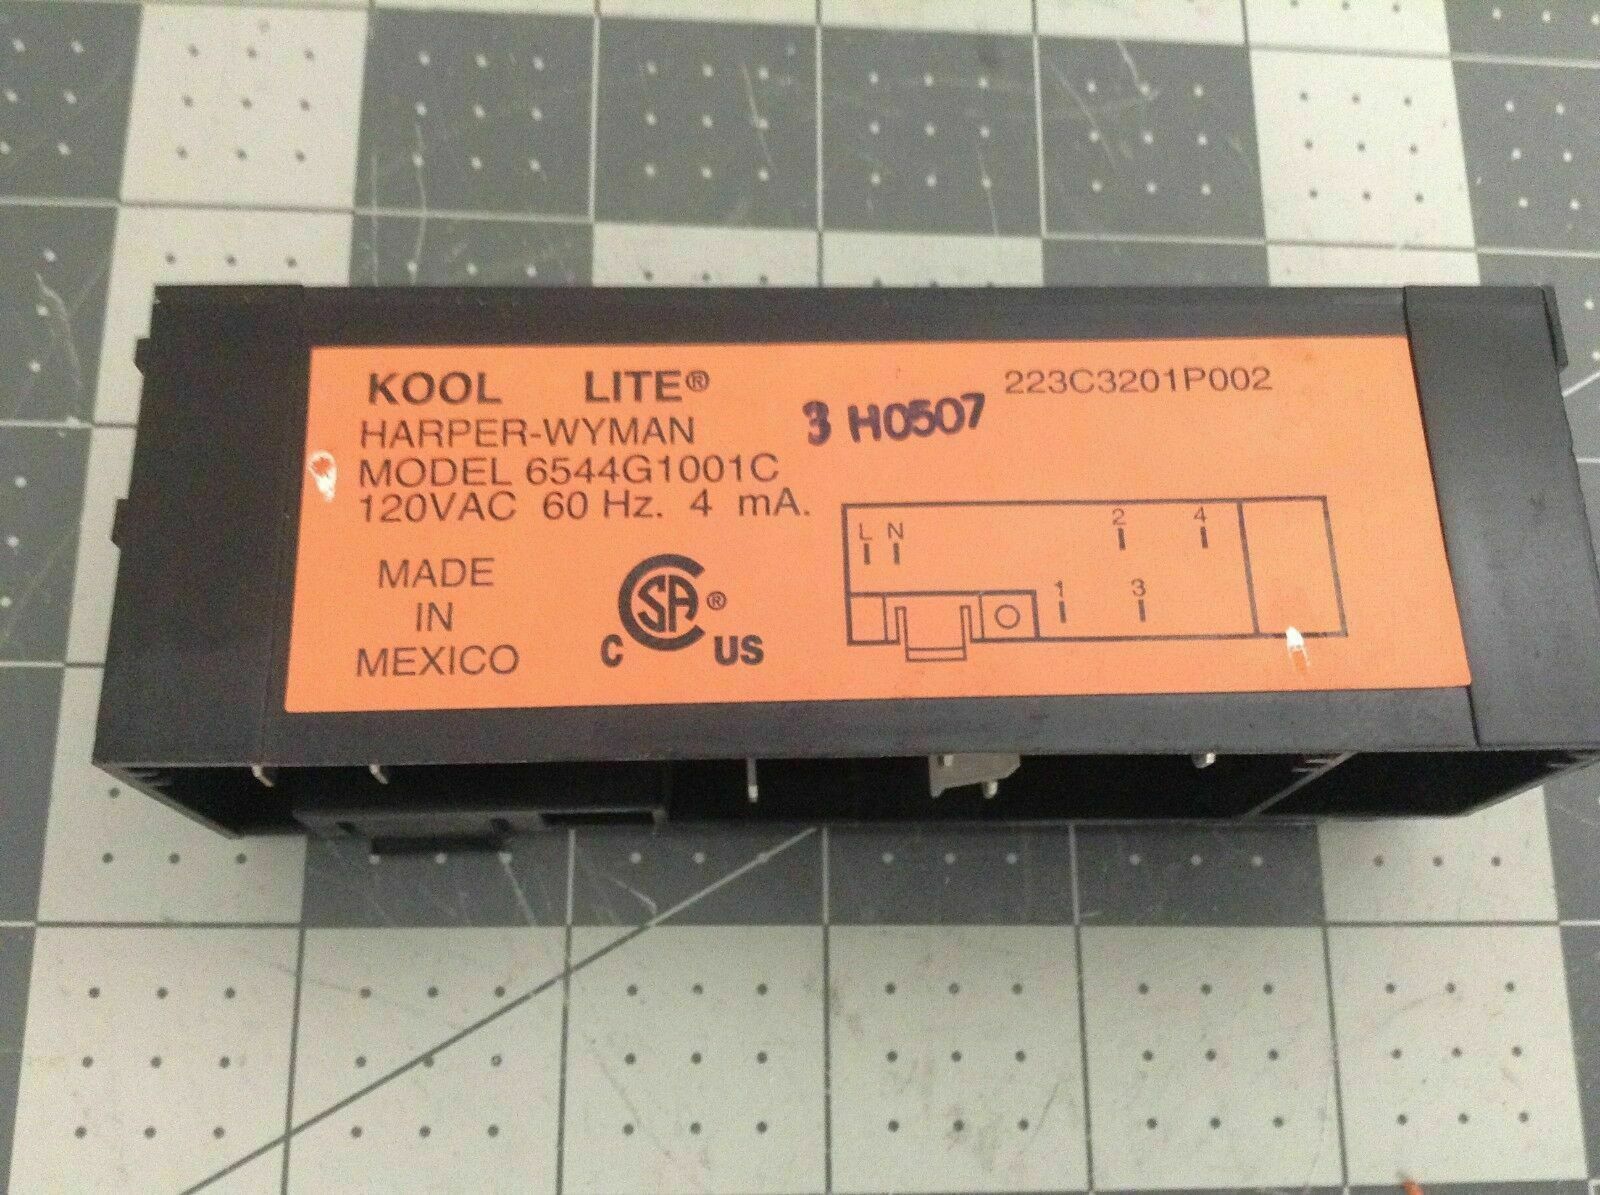 KOOL LITE®
HARPER-WYMAN
MODEL 6544G1001C
120VAC 60 Hz. 4 mA.
MADE
IN
MEXICO
C CSA® US
3 H0507
223C3201P002
L N 2 4
1 3